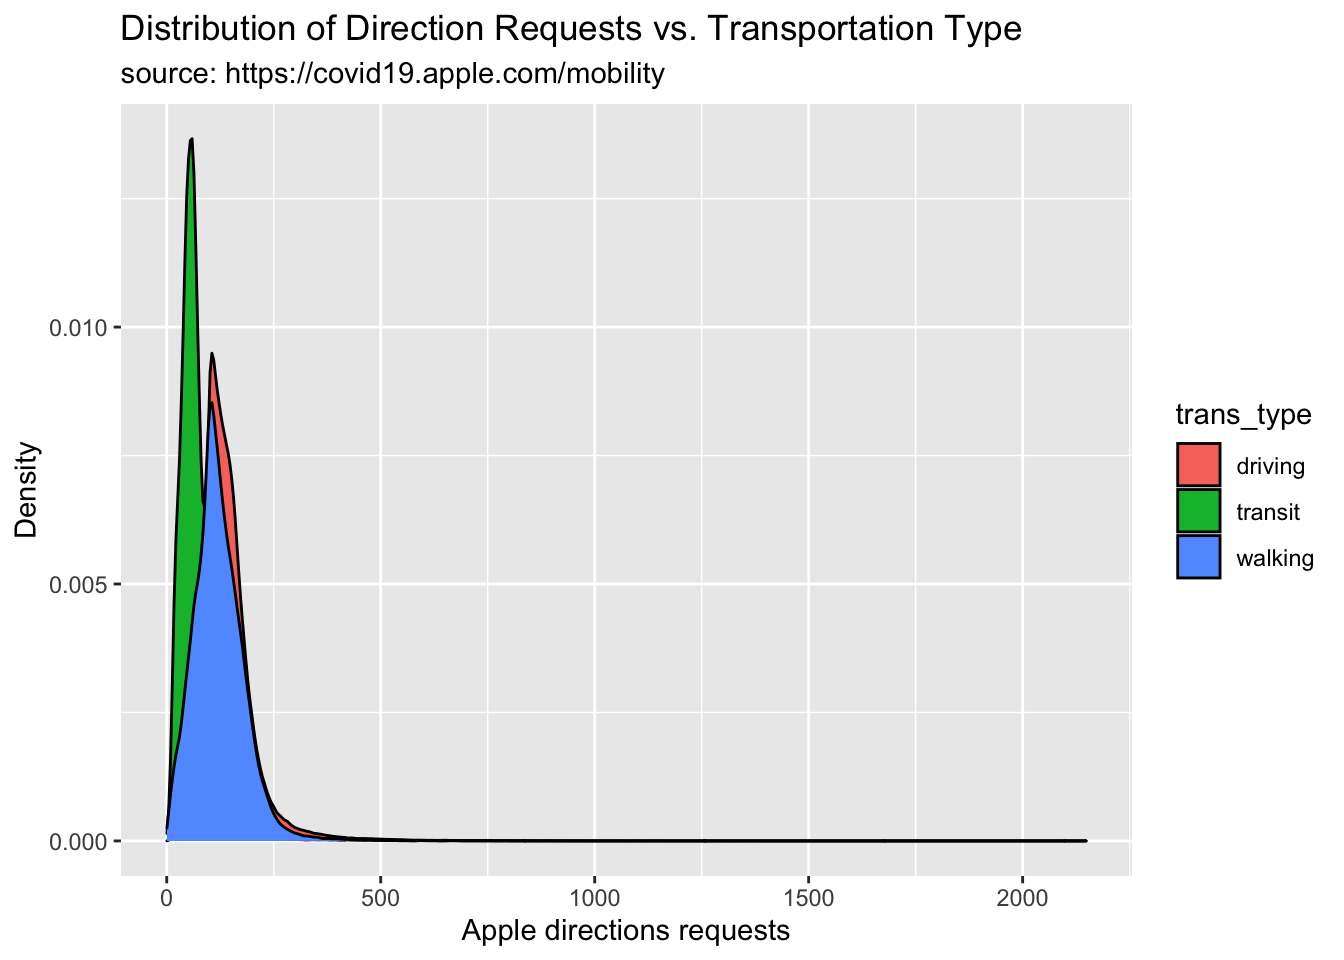 Distribution of Direction Requests vs. Transportation Type
source: https://covid19.apple.com/mobility
Density
0.010
0.005
0.000
0
500
1000
1500
2000
Apple directions requests
trans_type
driving
transit
walking